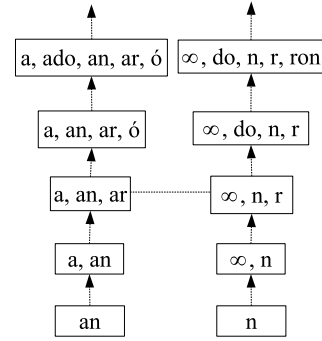 a, ado, an, ar, ó
∞, do, n, r, ron
a, an, ar, ó
∞, do, n, r
a, an, ar
∞, n, r
a, an
∞, n
an
n